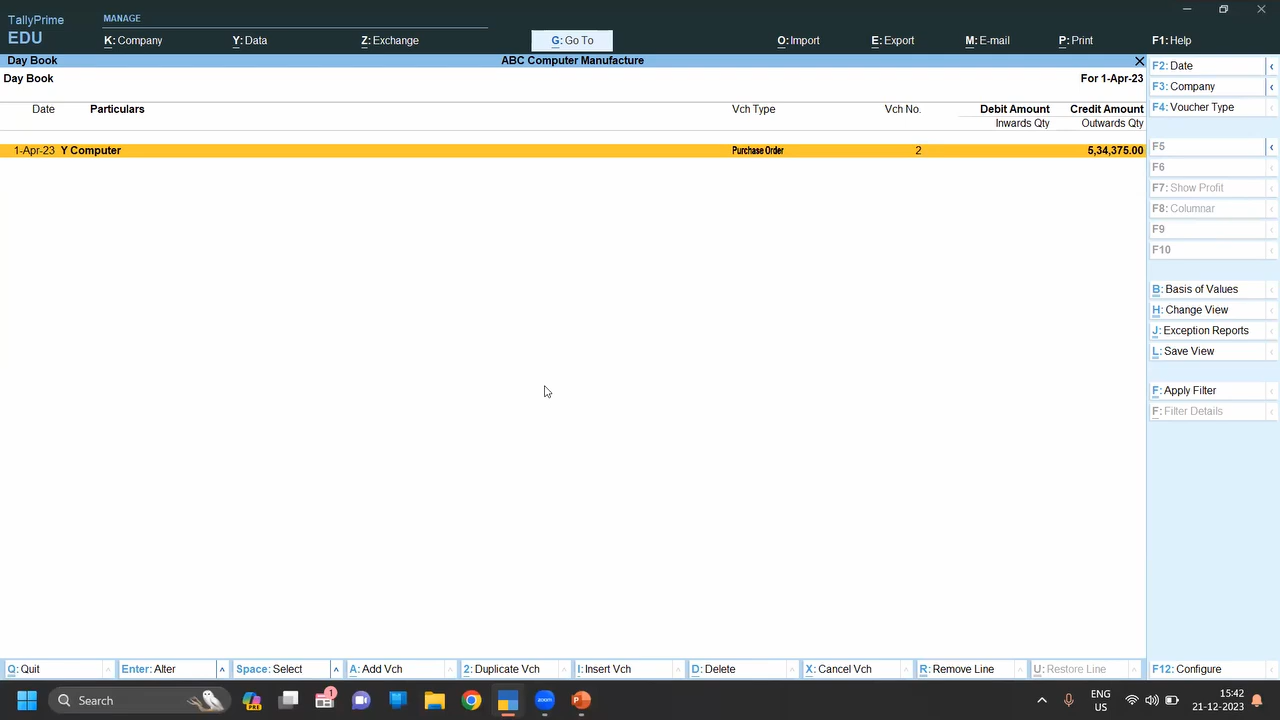 TallyPrime
EDU
MANAGE
K: Company
Y: Data
Z: Exchange
G: Go To
O: Import
E: Export
M: E-mail
P: Print
F1: Help
Day Book
ABC Computer Manufacture
Day Book
For 1-Apr-23
Date
Particulars
Vch Type
Vch No.
Debit Amount
Credit Amount
Inwards Qty
Outwards Qty
1-Apr-23 Y Computer
Purchase Order
2
5,34,375.00
F2: Date
F3: Company
F4: Voucher Type
F5
F6
F7: Show Profit
F8: Columnar
F9
F10
B: Basis of Values
H: Change View
J: Exception Reports
L: Save View
F: Apply Filter
F: Filter Details
Q: Quit
Enter: Alter
Space: Select
A: Add Vch
2: Duplicate Vch
I: Insert Vch
D: Delete
X: Cancel Vch
R: Remove Line
U: Restore Line
F12: Configure
Search
PRE
1
zoom
P
ENG
US
15:42
21-12-2023